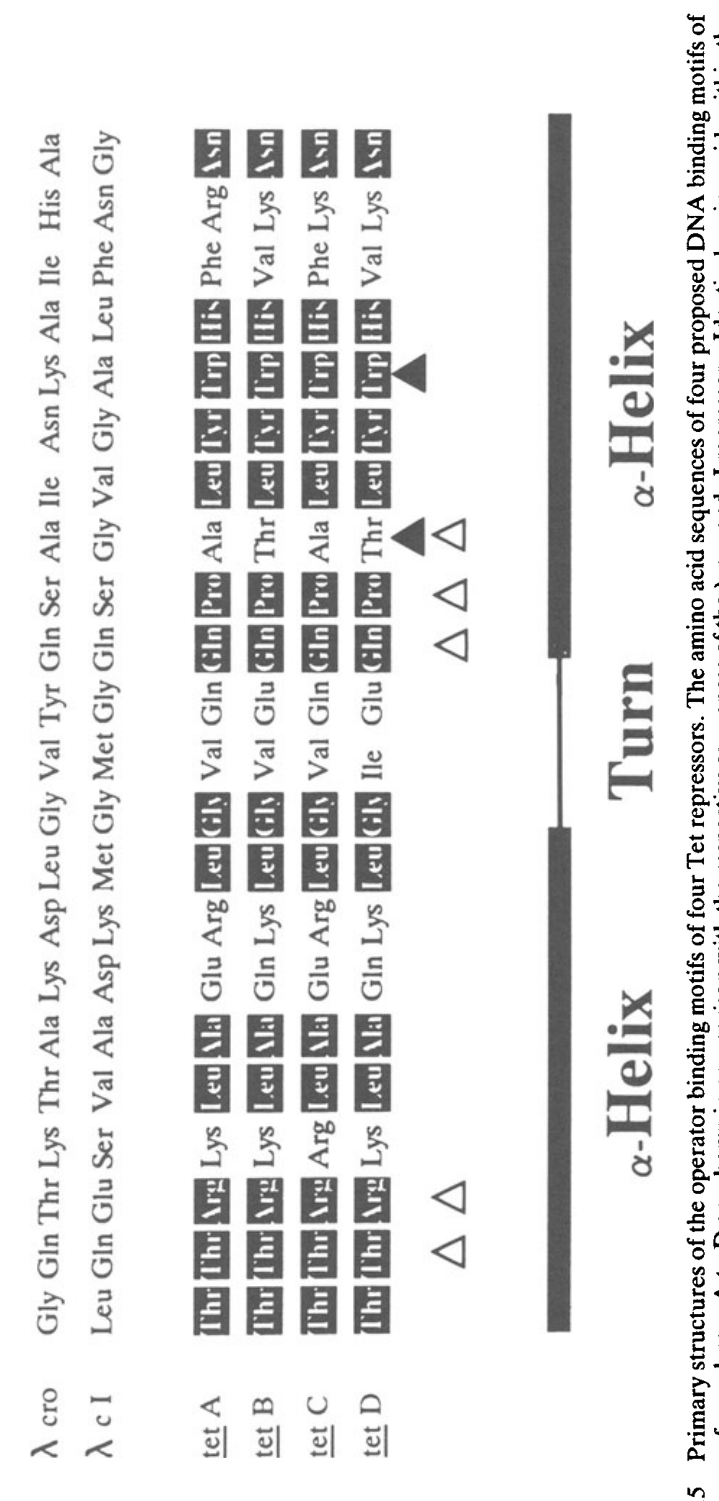 λ cro Gly Gln Thr Lys Thr Ala Lys Asp Leu Gly Val Tyr Gln Ser Ala Ile Asn Lys Ala Ile His Ala
λ c I Leu Gln Glu Ser Val Ala Asp Lys Met Gly Met Gly Gln Ser Gly Val Gly Ala Leu Phe Asn Gly
tet A Thr Thr Arg Lys Leu Ala Glu Arg Leu Gly Val Gln Gln Pro Ala Leu Tyr Trp His Phe Arg Asn
tet B Thr Thr Arg Lys Leu Ala Gln Lys Leu Gly Val Glu Gln Pro Thr Leu Tyr Trp His Val Lys Asn
tet C Thr Thr Arg Arg Leu Ala Glu Arg Leu Gly Val Gln Gln Pro Ala Leu Tyr Trp His Phe Lys Asn
tet D Thr Thr Arg Lys Leu Ala Gln Lys Leu Gly Ile Glu Gln Pro Thr Leu Tyr Trp His Val Lys Asn
α-Helix Turn α-Helix
5 Primary structures of the operator binding motifs of four Tet repressors. The amino acid sequences of four proposed DNA binding motifs of